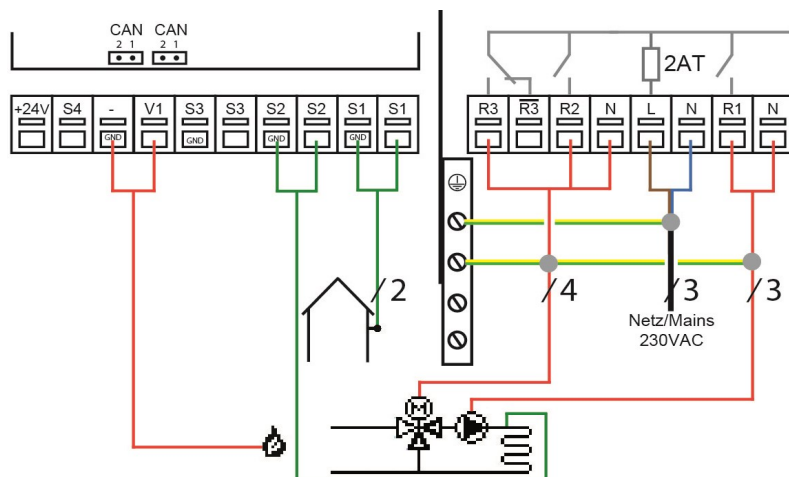 CAN CAN
2 1 2 1
2AT
+24V S4 - V1 S3 S3 S2 S2 S1 S1
R3 R3 R2 N L N R1 N
GND GND GND GND
2
4 3 3
Netz/Mains
230VAC
M